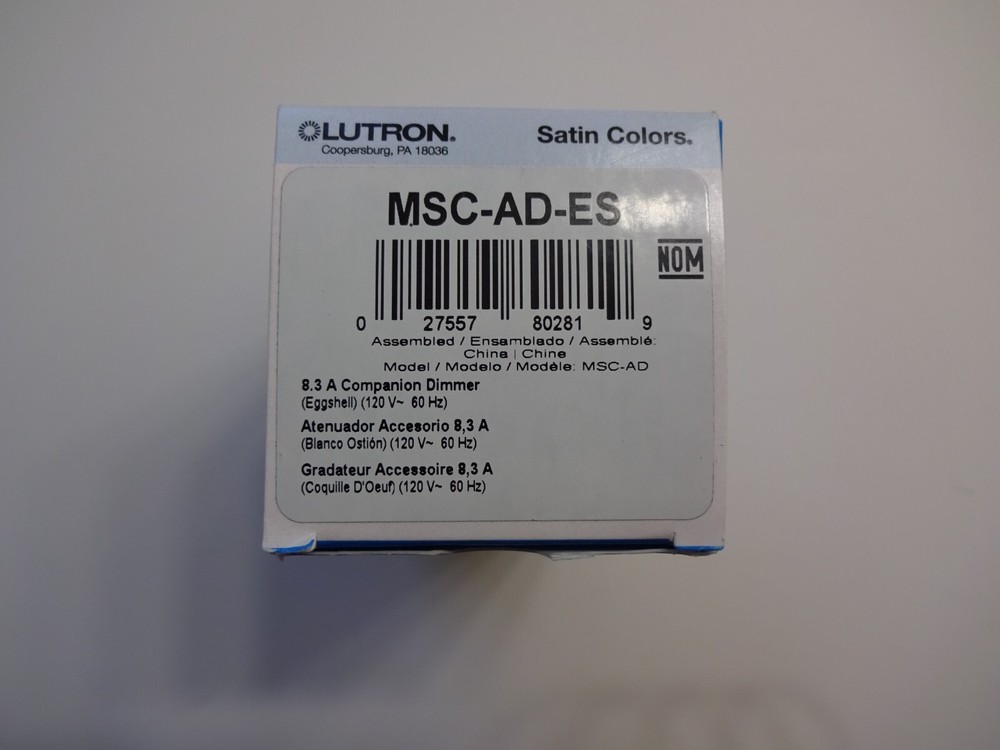 LUTRON®
Satin Colors®
Coopersburg, PA 18036
MSC-AD-ES
NOM
0 27557 80281 9
Assembled / Ensamblado / Assemblé:
China | Chine
Model / Modelo / Modèle: MSC-AD
8.3 A Companion Dimmer
(Eggshell) (120 V~ 60 Hz)
Atenuador Accesorio 8,3 A
(Blanco Ostión) (120 V~ 60 Hz)
Gradateur Accessoire 8,3 A
(Coquille D'Oeuf) (120 V~ 60 Hz)